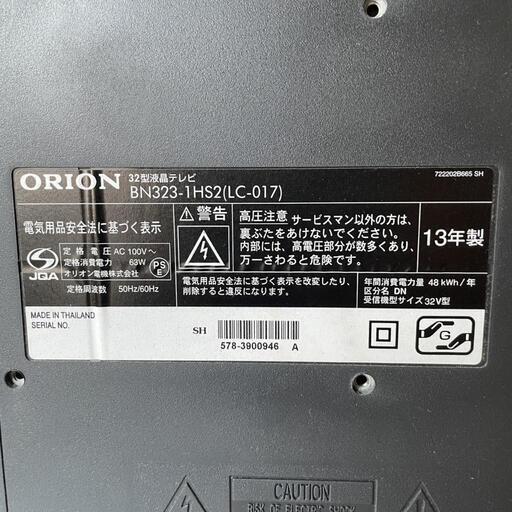 ORION 32型液晶テレビ
BN323-1HS2(LC-017)
722202B665 SH
電気用品安全法に基づく表示
JQA
定格電圧 AC 100V～
定格消費電力 63W
オリオン電機株式会社
PS
E
定格周波数 50Hz/60Hz
警告
高圧注意 サービスマン以外の方は、
裏ぶたをあけないでください。
内部には、高電圧部分が数多くあり、
万一さわると危険です。
電気用品安全法に基づく表示を改変したり、
削除すると違反になります。
13年製
年間消費電力量 48 kWh/年
区分名 DN
受信機型サイズ 32V型
MADE IN THAILAND
SERIAL NO.
SH
578-3900946 A
G
CAUTION
RISK OF ELECTRIC SHOCK